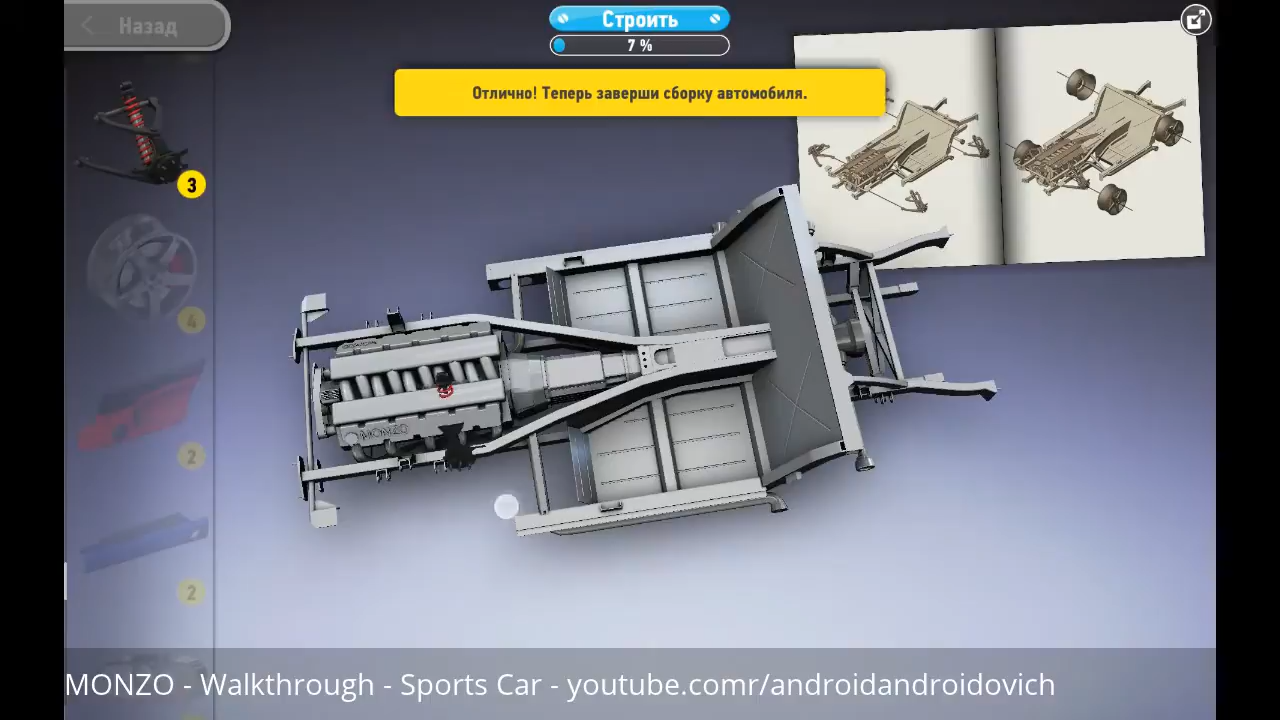 Назад
Строить
7 %
Отлично! Теперь заверши сборку автомобиля.
3
4
2
2
MONZO
MONZO - Walkthrough - Sports Car - youtube.comr/androidandroidovich